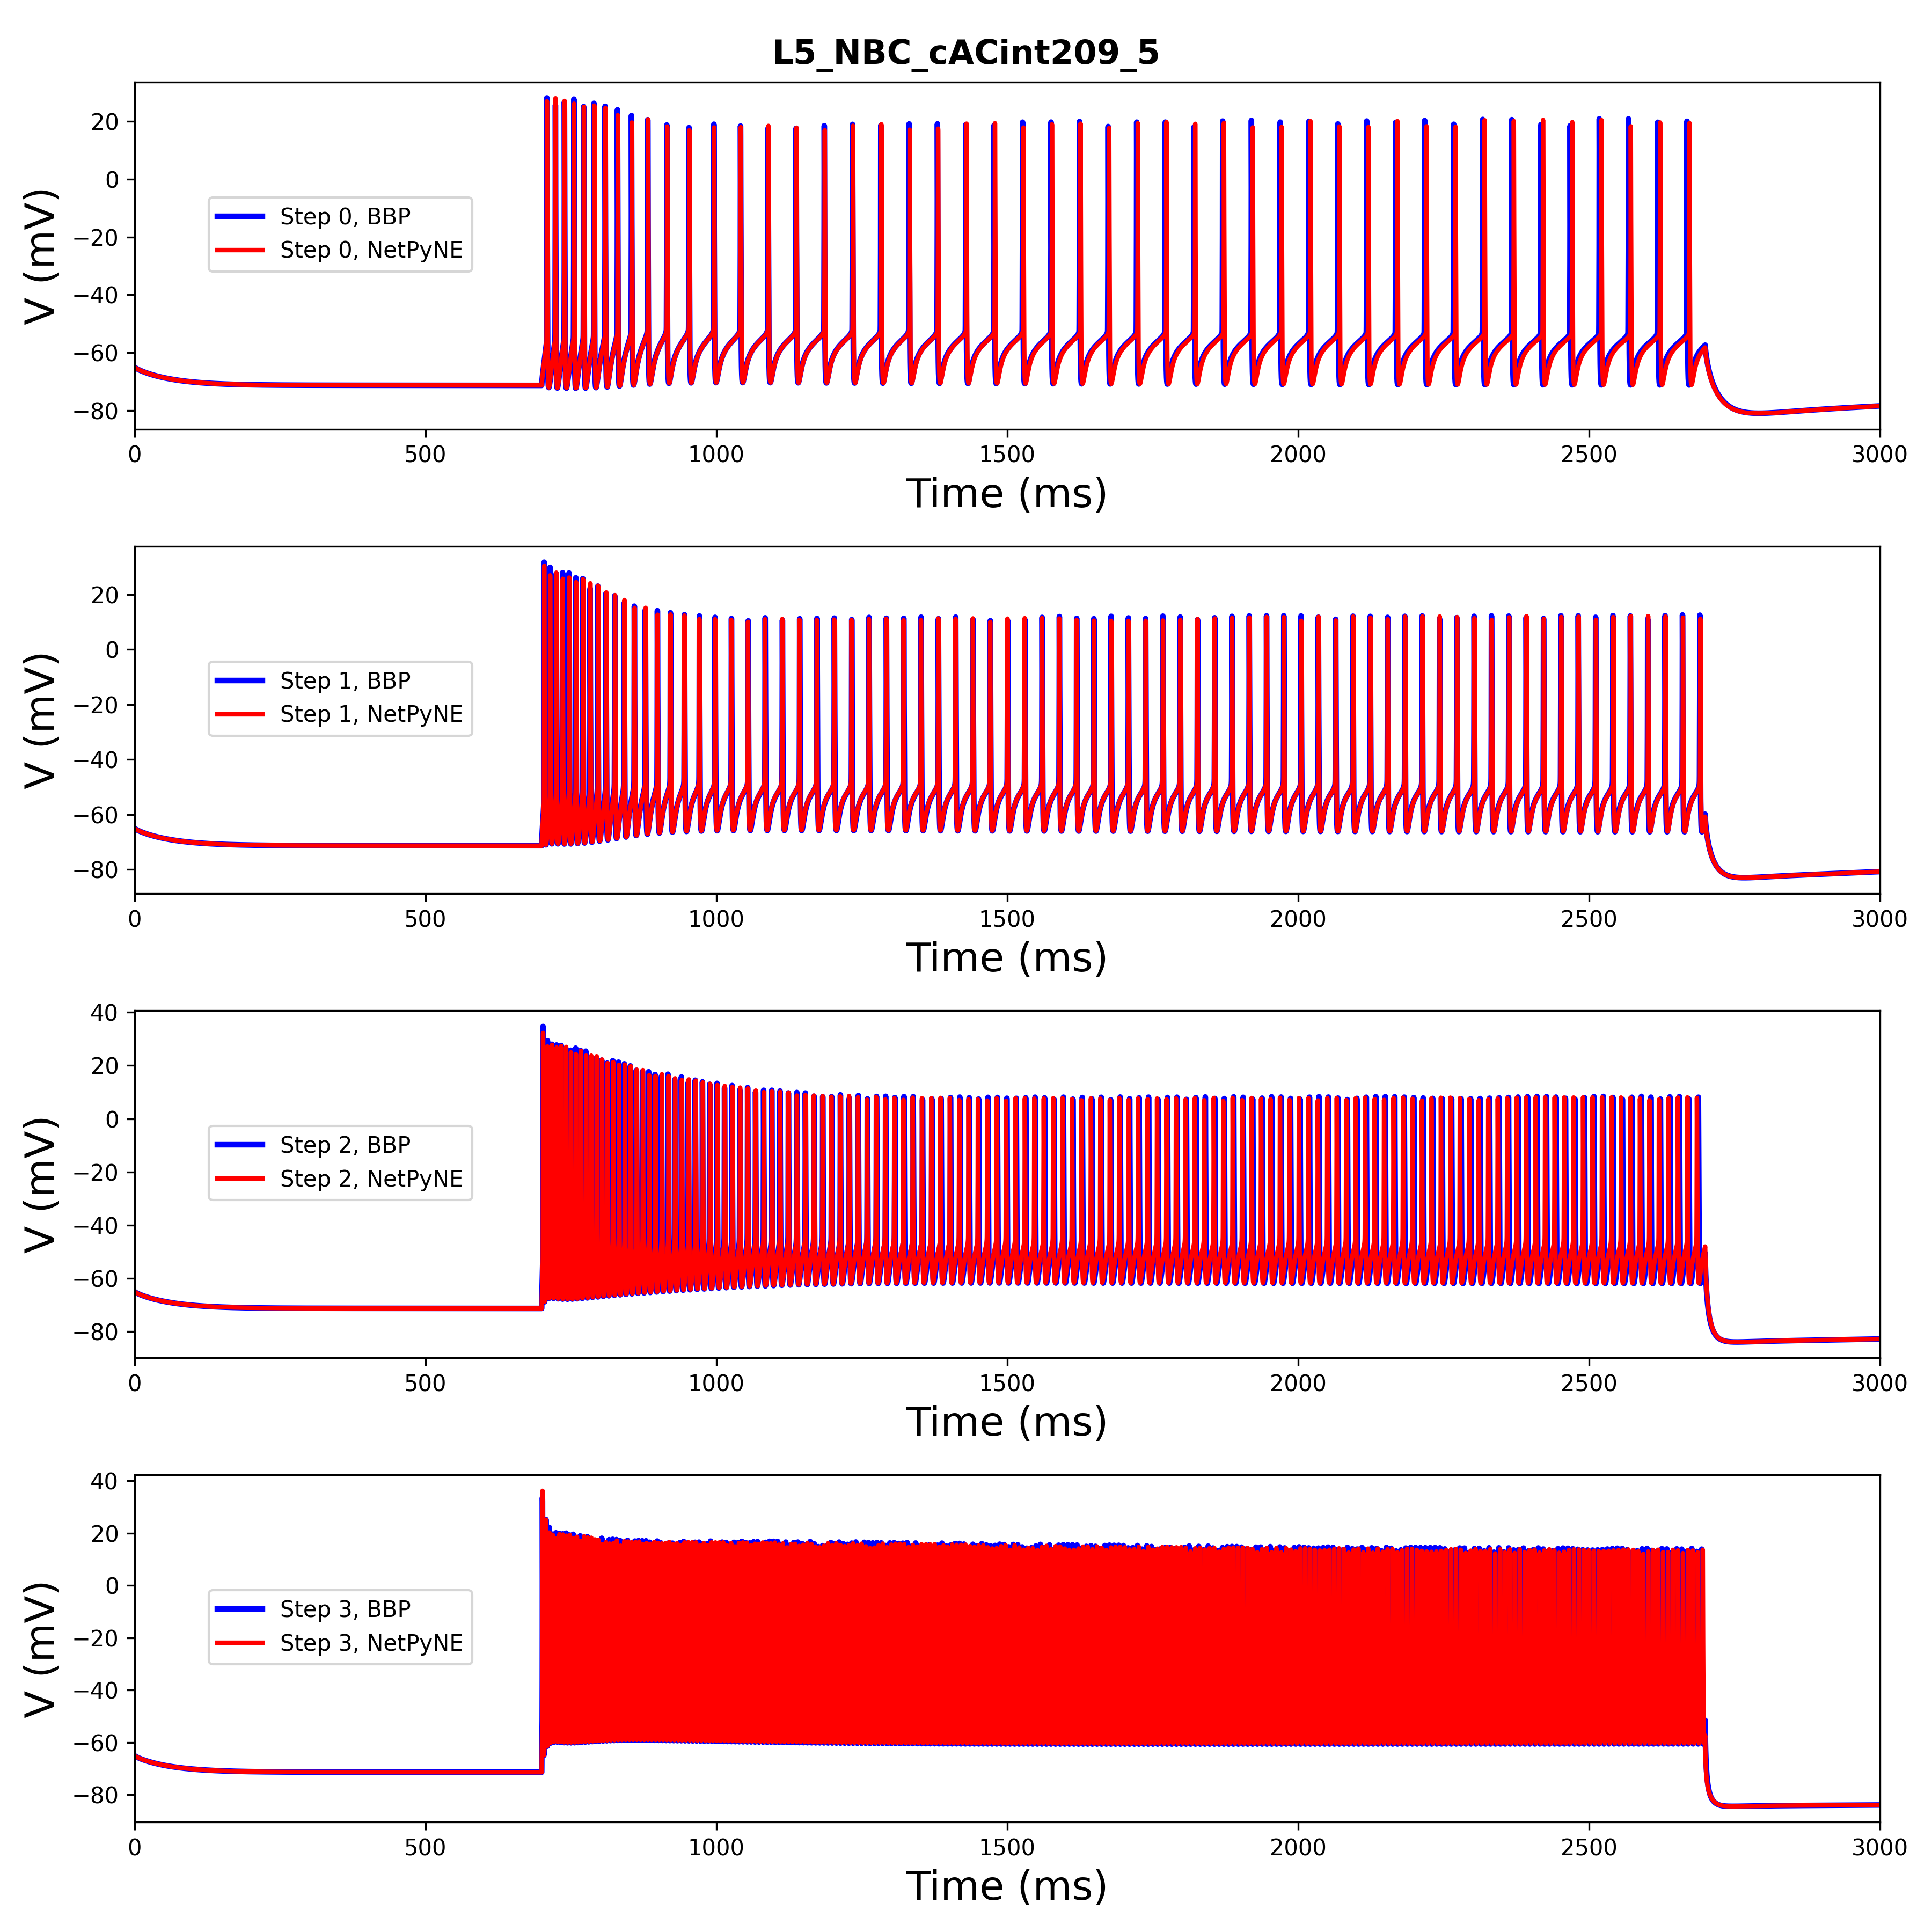 L5_NBC_cACint209_5
20
0
−20
−40
−60
−80
V (mV)
Step 0, BBP
Step 0, NetPyNE
0 500 1000 1500 2000 2500 3000
Time (ms)
20
0
−20
−40
−60
−80
V (mV)
Step 1, BBP
Step 1, NetPyNE
0 500 1000 1500 2000 2500 3000
Time (ms)
40
20
0
−20
−40
−60
−80
V (mV)
Step 2, BBP
Step 2, NetPyNE
0 500 1000 1500 2000 2500 3000
Time (ms)
40
20
0
−20
−40
−60
−80
V (mV)
Step 3, BBP
Step 3, NetPyNE
0 500 1000 1500 2000 2500 3000
Time (ms)